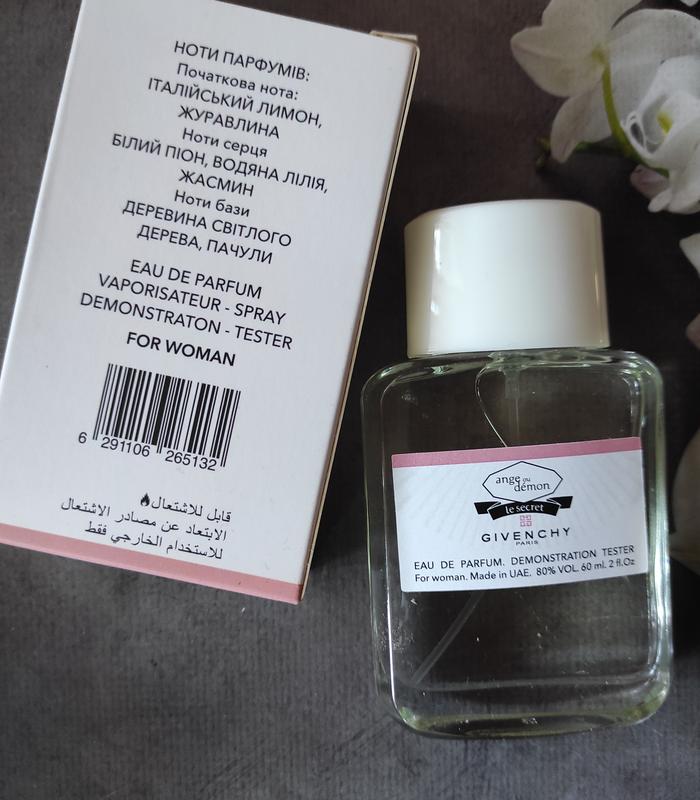 НОТИ ПАРФУМІВ:
Початкова нота:
ІТАЛІЙСЬКИЙ ЛИМОН,
ЖУРАВЛИНА
Ноти серця
БІЛИЙ ПІОН, ВОДЯНА ЛІЛІЯ,
ЖАСМИН
Ноти бази
ДЕРЕВИНА СВІТЛОГО
ДЕРЕВА, ПАЧУЛИ
EAU DE PARFUM
VAPORISATEUR - SPRAY
DEMONSTRATON - TESTER
FOR WOMAN
6 291106 265132
قابل للاشتعال
الابتعاد عن مصادر الاشتعال
للاستخدام الخارجي فقط
ange ou
démon
le secret
GIVENCHY
PARIS
EAU DE PARFUM. DEMONSTRATION TESTER
For woman. Made in UAE. 80% VOL. 60 ml. 2 fl.Oz